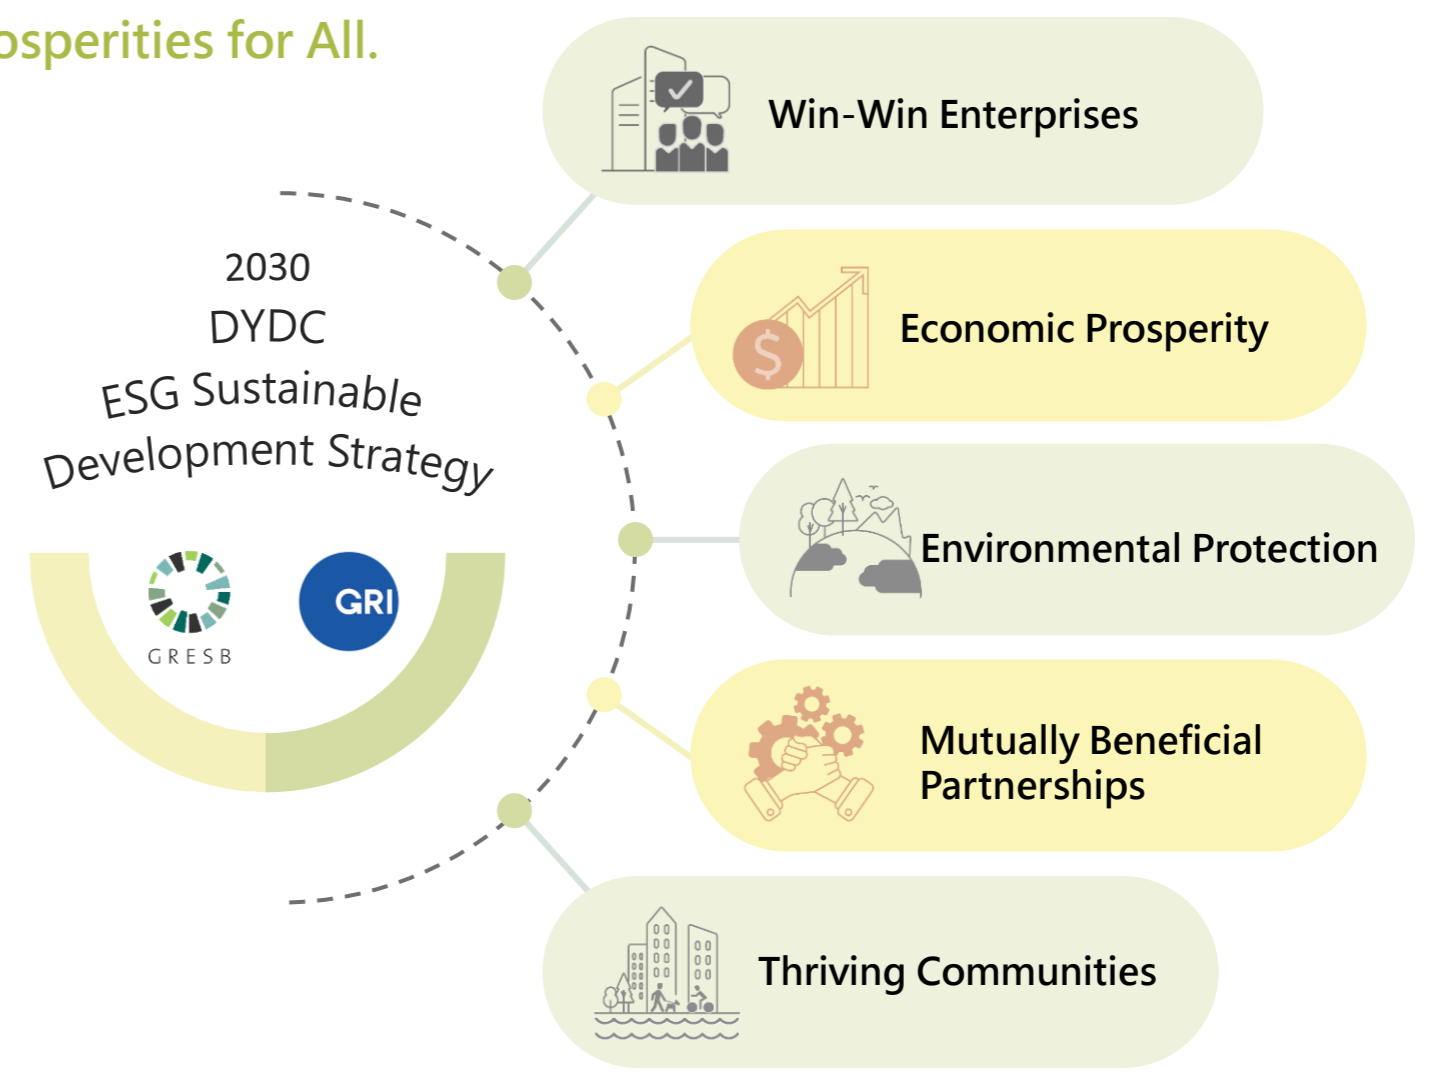 osperities for All.
Win-Win Enterprises
2030
DYDC
ESG Sustainable
Development Strategy
Economic Prosperity
$
Environmental Protection
GRESB
GRI
Mutually Beneficial
Partnerships
Thriving Communities